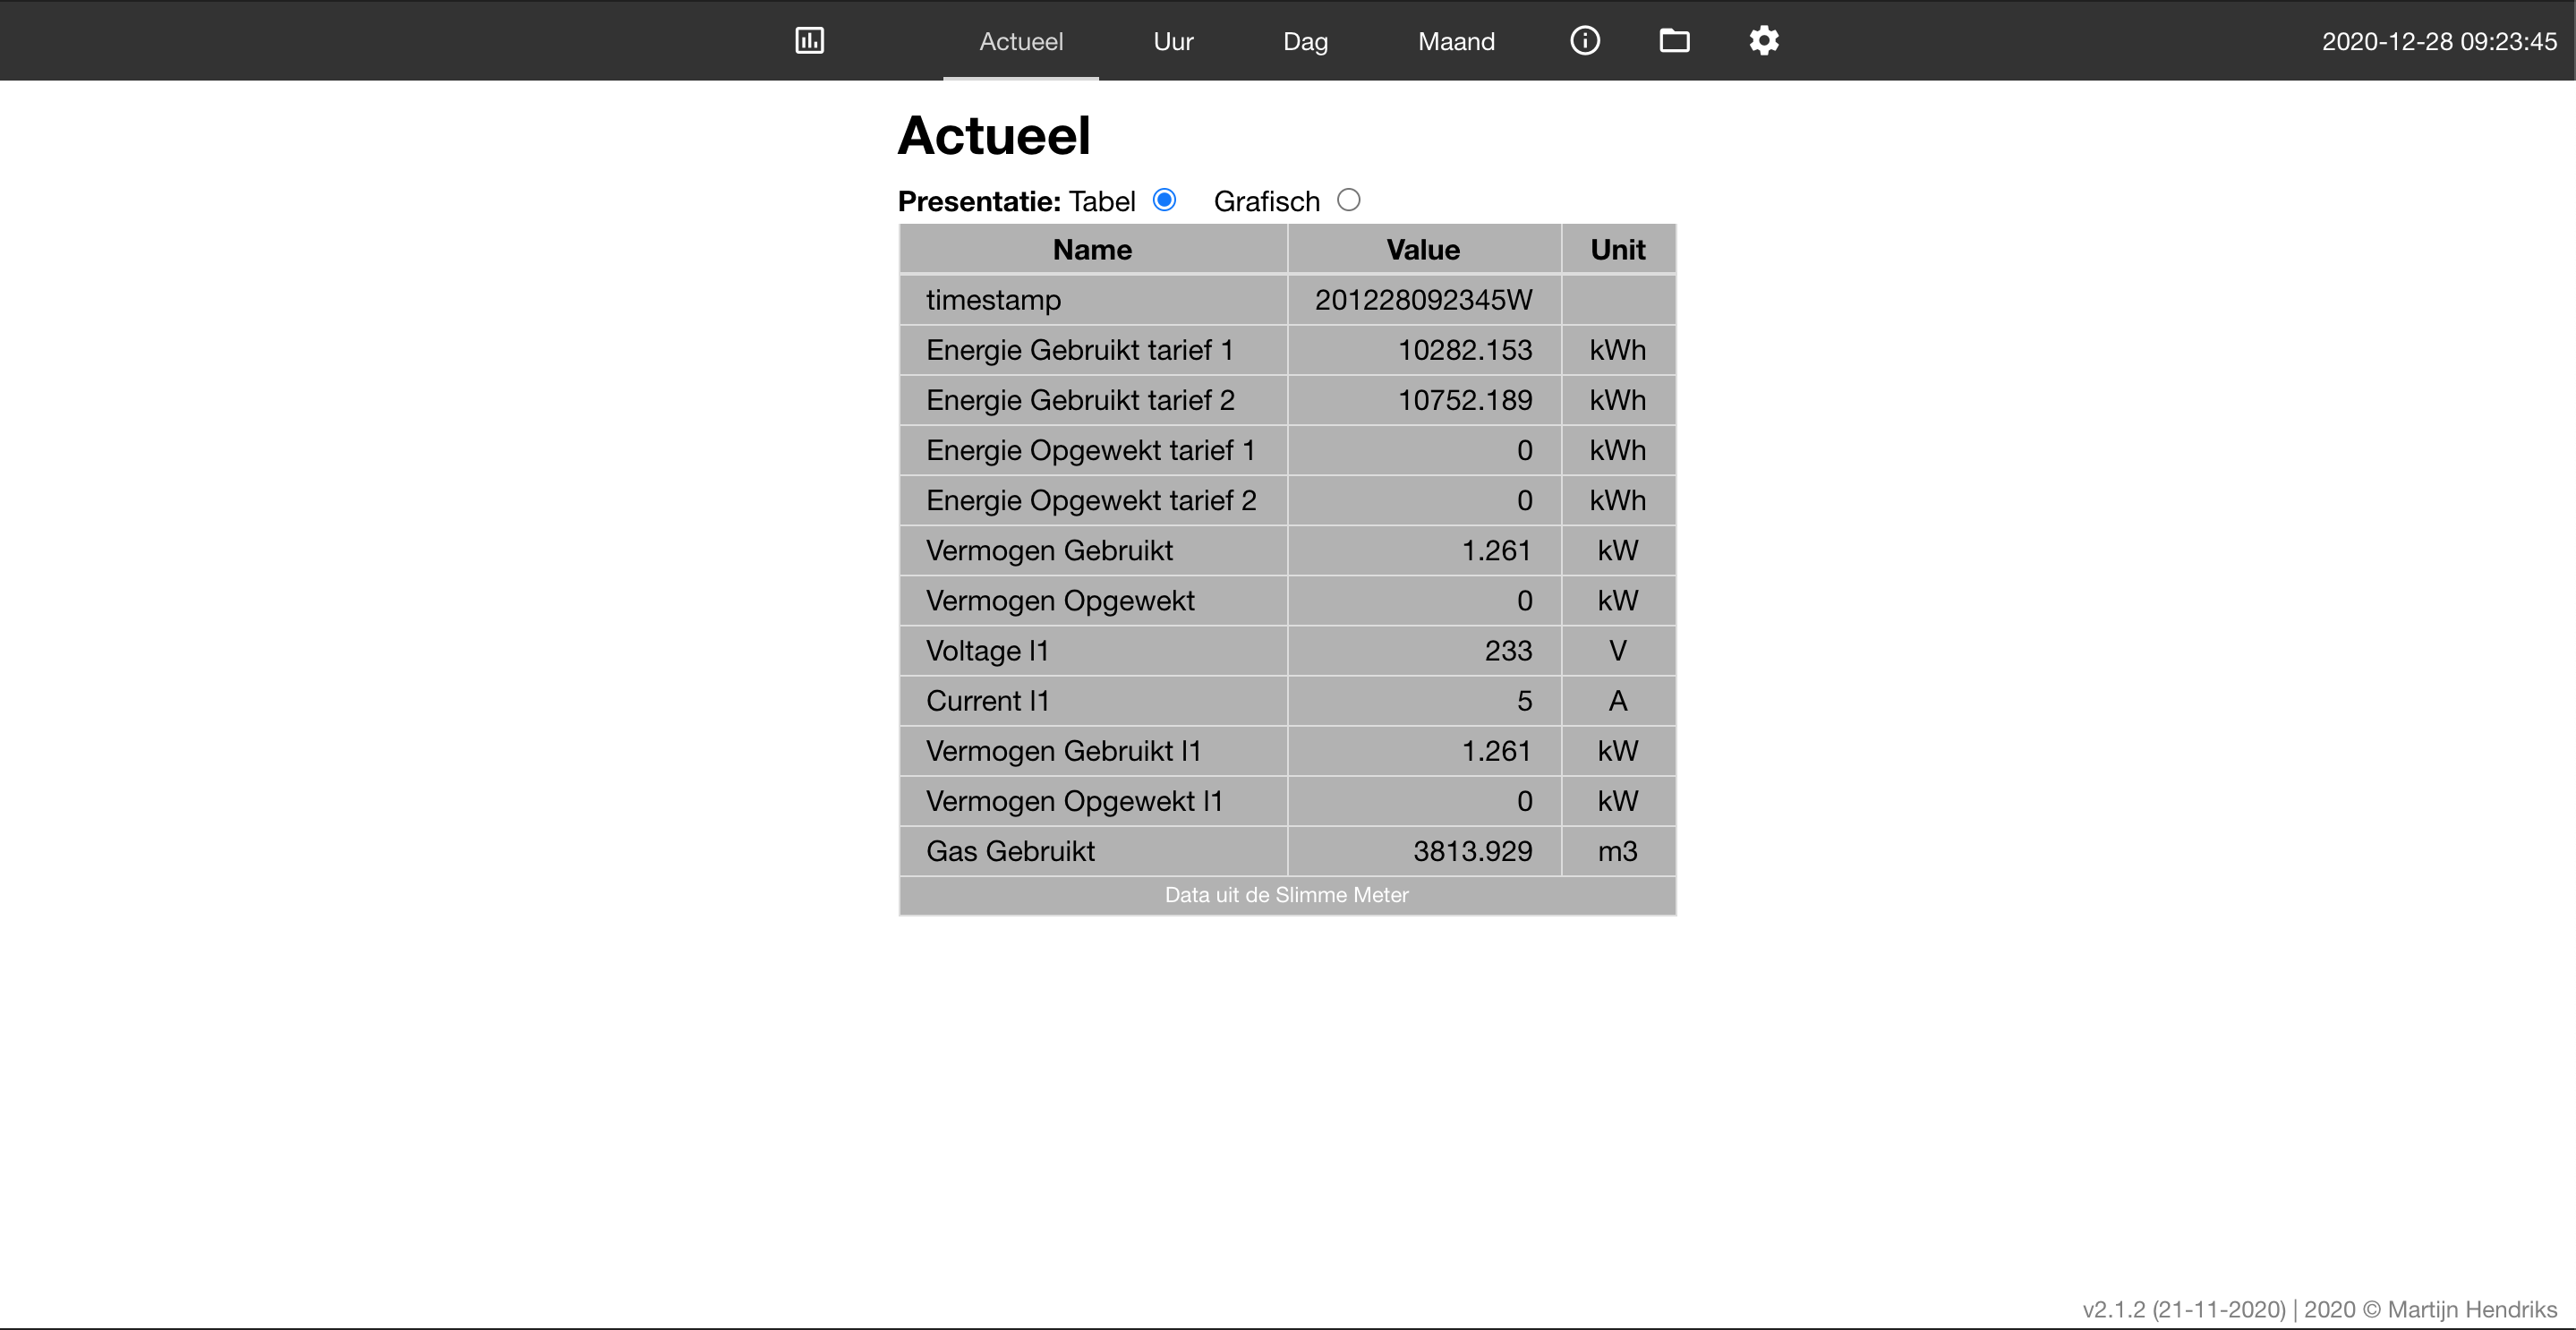 Actueel Uur Dag Maand 2020-12-28 09:23:45
Actueel
Presentatie: Tabel Grafisch
Name Value Unit
timestamp 201228092345W
Energie Gebruikt tarief 1 10282.153 kWh
Energie Gebruikt tarief 2 10752.189 kWh
Energie Opgewekt tarief 1 0 kWh
Energie Opgewekt tarief 2 0 kWh
Vermogen Gebruikt 1.261 kW
Vermogen Opgewekt 0 kW
Voltage l1 233 V
Current l1 5 A
Vermogen Gebruikt l1 1.261 kW
Vermogen Opgewekt l1 0 kW
Gas Gebruikt 3813.929 m3
Data uit de Slimme Meter
v2.1.2 (21-11-2020) | 2020 © Martijn Hendriks